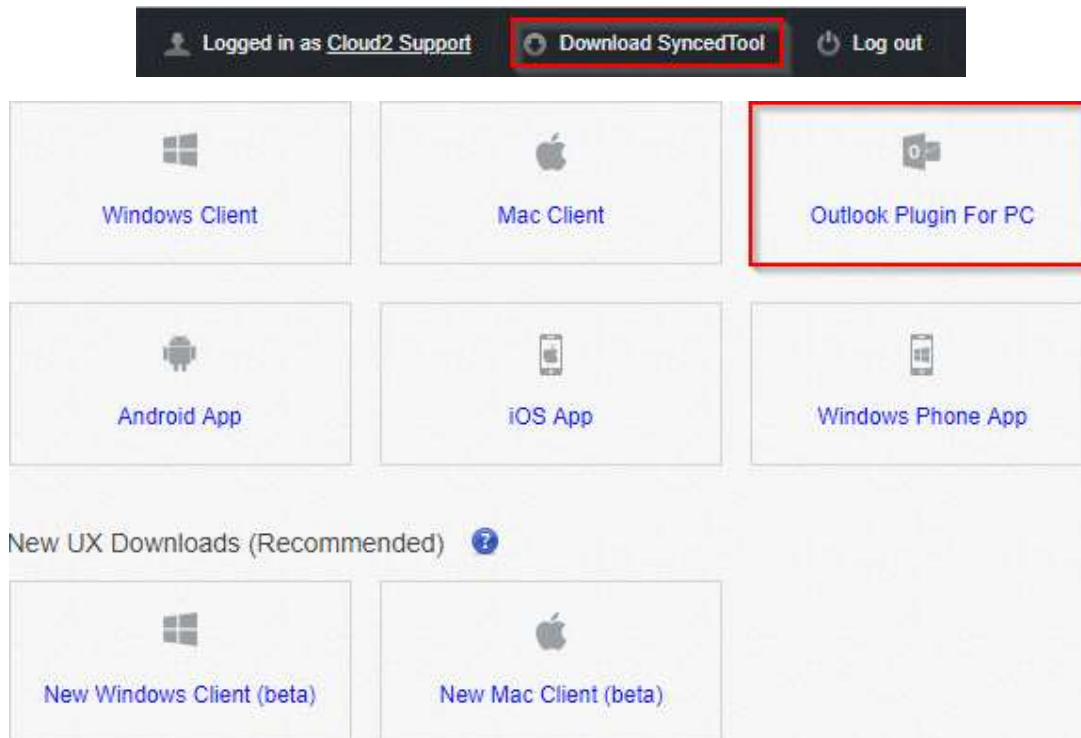 Logged in as Cloud2 Support Download SyncedTool Log out
Windows Client Mac Client Outlook Plugin For PC
Android App iOS App Windows Phone App
New UX Downloads (Recommended) ?
New Windows Client (beta) New Mac Client (beta)